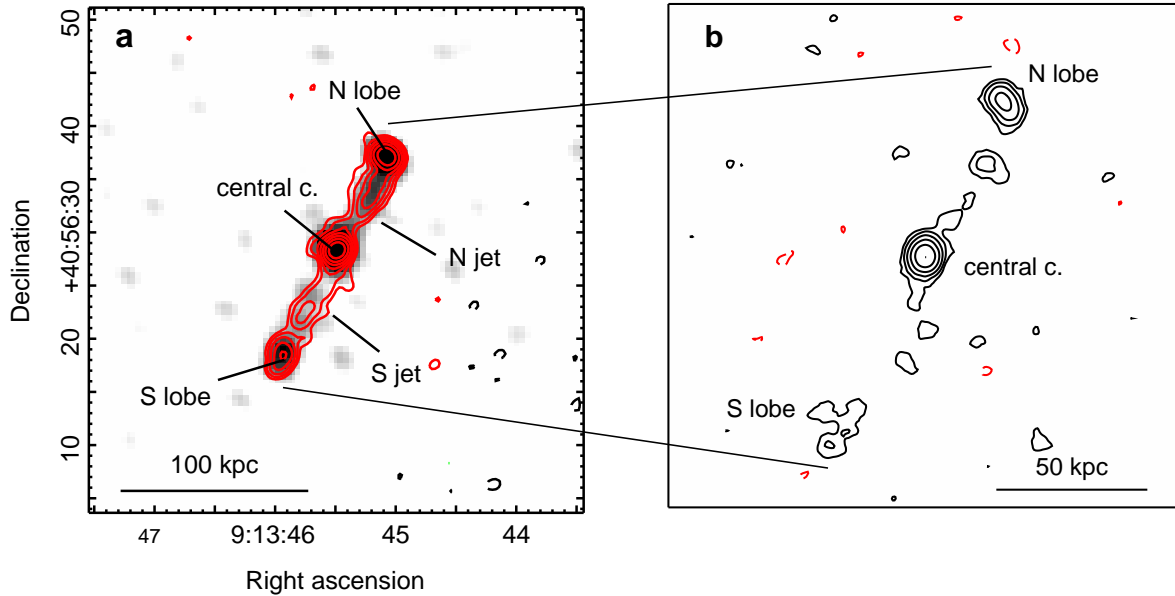 a
50
40
+40:56:30
20
10
Declination
N lobe
central c.
N jet
S jet
S lobe
100 kpc
47
9:13:46
45
44
Right ascension
b
N lobe
central c.
S lobe
50 kpc